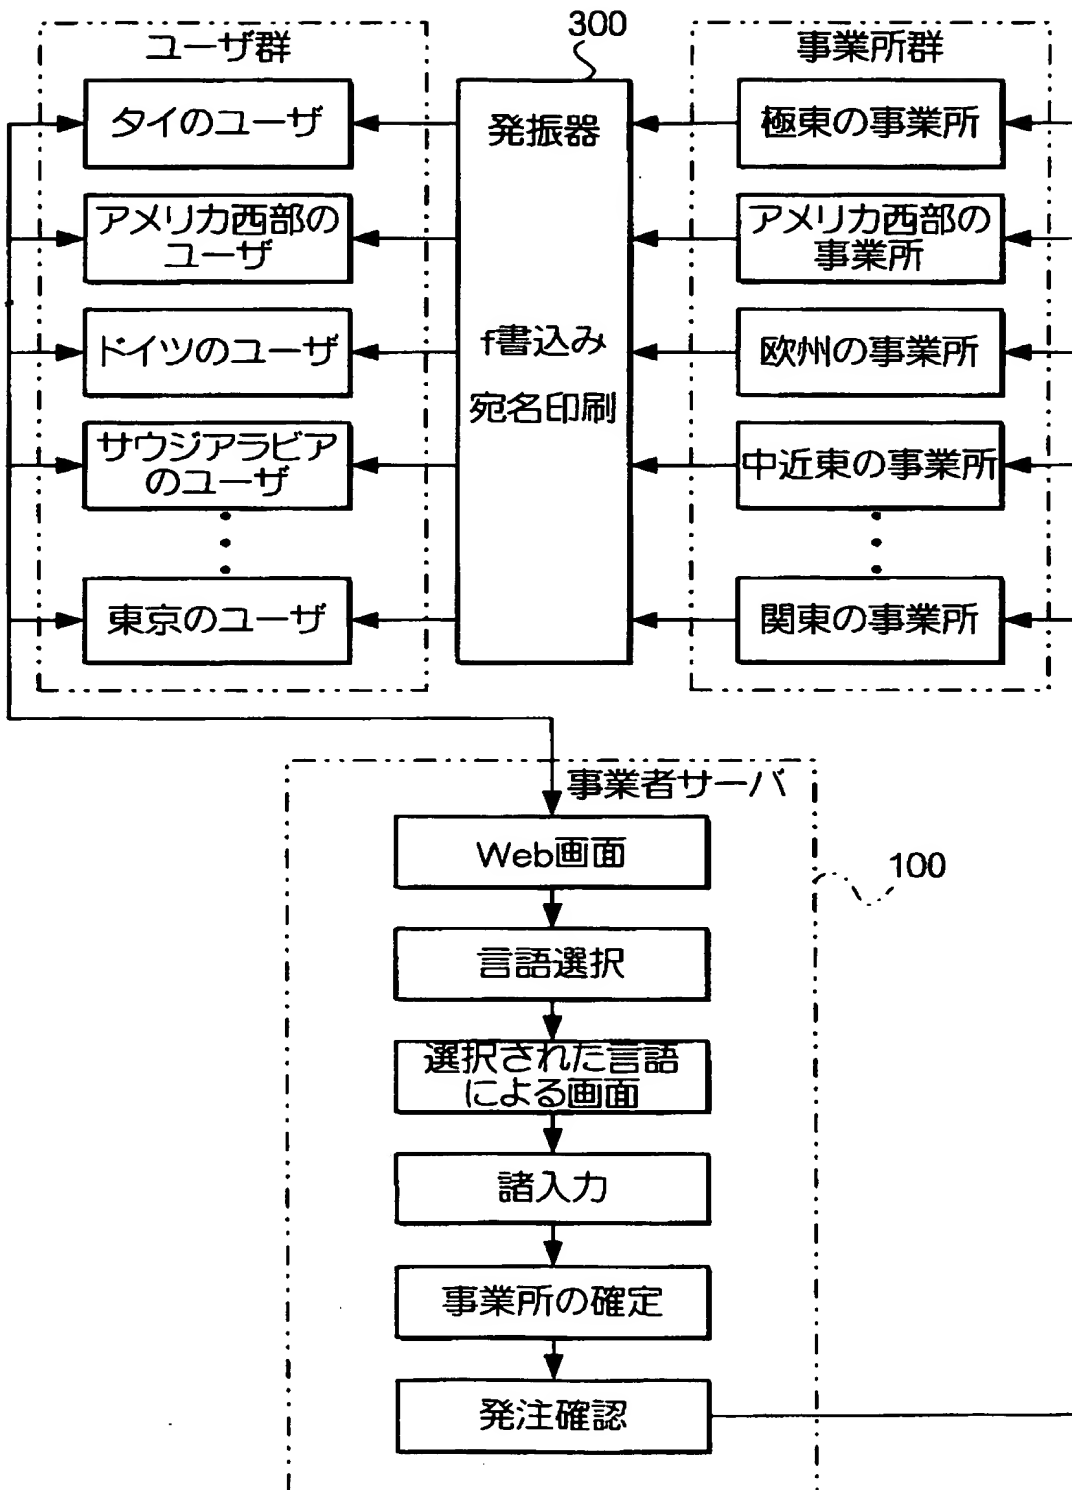 300
ユーザ群
タイのユーザ
アメリカ西部の
ユーザ
ドイツのユーザ
サウジアラビア
のユーザ
東京のユーザ
発振器
f書込み
宛名印刷
事業所群
極東の事業所
アメリカ西部の
事業所
欧州の事業所
中近東の事業所
関東の事業所
事業者サーバ
100
Web画面
言語選択
選択された言語
による画面
諸入力
事業所の確定
発注確認